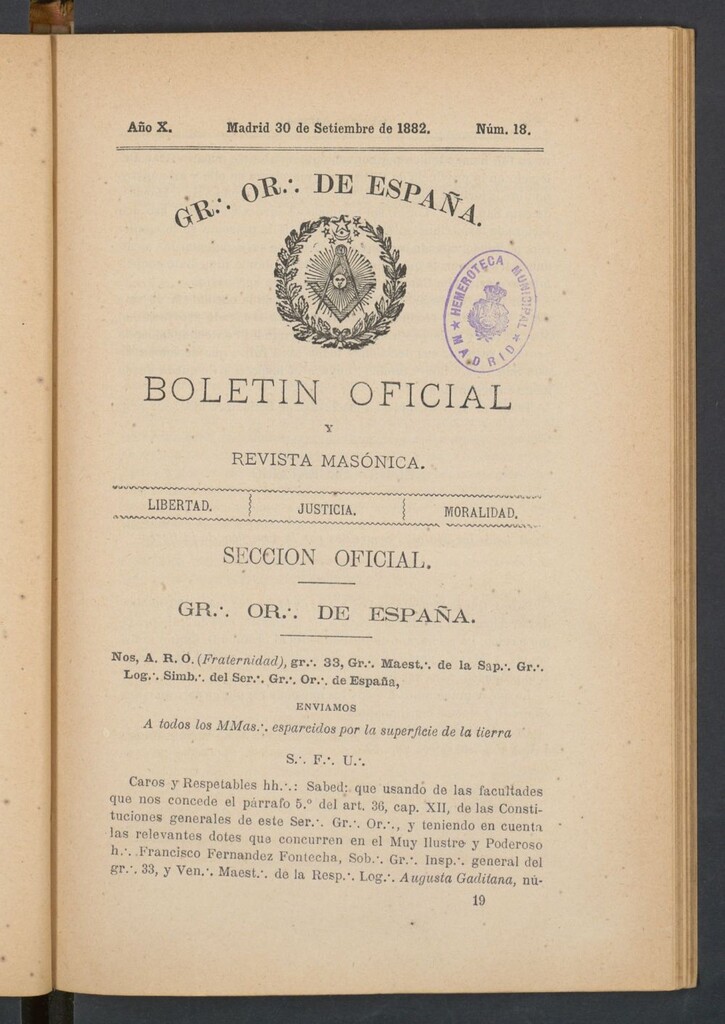 Año X. Madrid 30 de Setiembre de 1882. Núm. 18.
GR.·. OR.·. DE ESPAÑA.
HEMEROTECA MUNICIPAL
★ MADRID ★
BOLETIN OFICIAL
Y
REVISTA MASÓNICA.
LIBERTAD. JUSTICIA. MORALIDAD.
SECCION OFICIAL.
GR.·. OR.·. DE ESPAÑA.
Nos, A. R. O. (Fraternidad), gr.·. 33, Gr.·. Maest.·. de la Sap.·. Gr.·.
Log.·. Simb.·. del Ser.·. Gr.·. Or.·. de España,
ENVIAMOS
A todos los MMas.·. esparcidos por la superficie de la tierra
S.·. F.·. U.·.
Caros y Respetables hh.·.: Sabed: que usando de las facultades
que nos concede el párrafo 5.º del art. 36, cap. XII, de las Consti-
tuciones generales de este Ser.·. Gr.·. Or.·., y teniendo en cuenta
las relevantes dotes que concurren en el Muy Ilustre y Poderoso
h.·. Francisco Fernandez Fontecha, Sob.·. Gr.·. Insp.·. general del
gr.·. 33, y Ven.·. Maest.·. de la Resp.·. Log.·. Augusta Gaditana, nú-
19